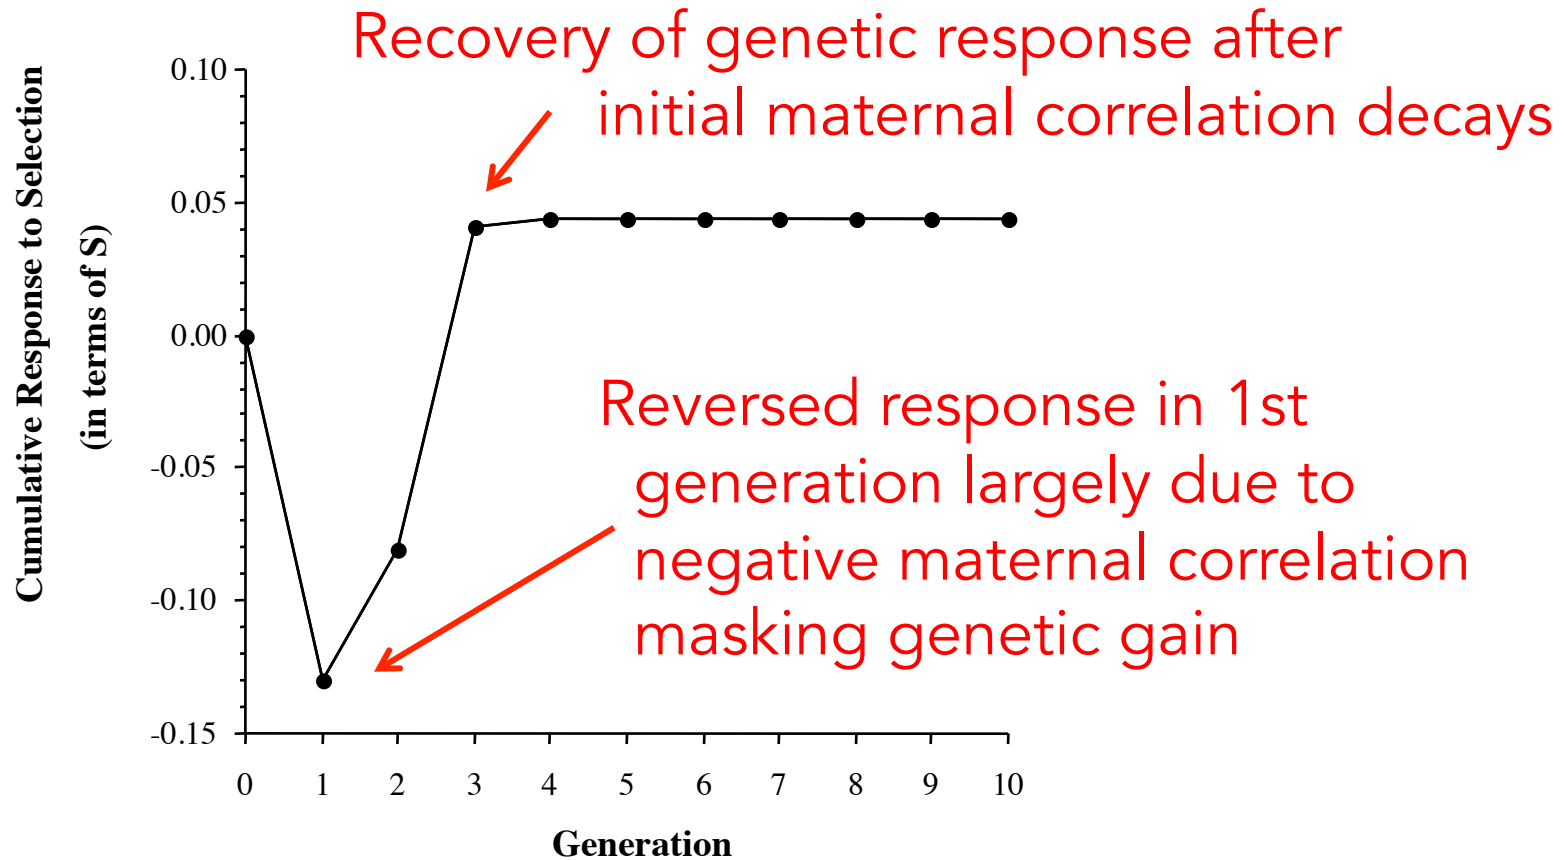 Recovery of genetic response after
initial maternal correlation decays
Cumulative Response to Selection
(in terms of S)
0.10
0.05
0.00
-0.05
-0.10
-0.15
Reversed response in 1st
generation largely due to
negative maternal correlation
masking genetic gain
0 1 2 3 4 5 6 7 8 9 10
Generation